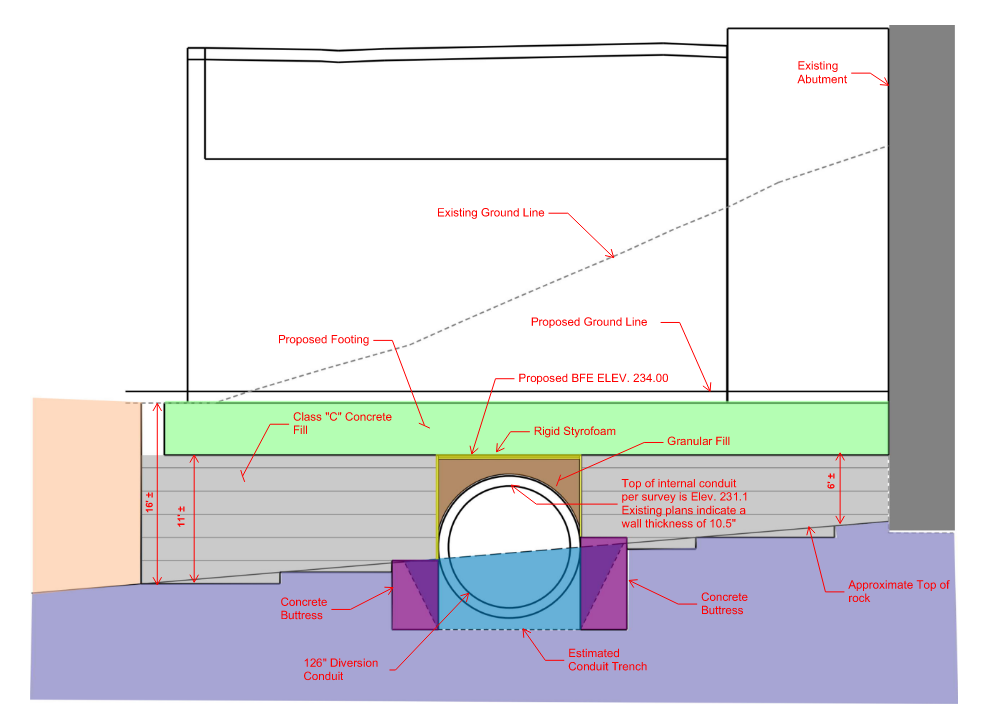 Existing
Abutment
Existing Ground Line
Proposed Ground Line
Proposed Footing
Proposed BFE ELEV. 234.00
Class "C" Concrete
Fill
Rigid Styrofoam
Granular Fill
Top of internal conduit
per survey is Elev. 231.1
Existing plans indicate a
wall thickness of 10.5"
16' ±
11' ±
6' ±
Approximate Top of
rock
Concrete
Buttress
Concrete
Buttress
Estimated
Conduit Trench
126" Diversion
Conduit